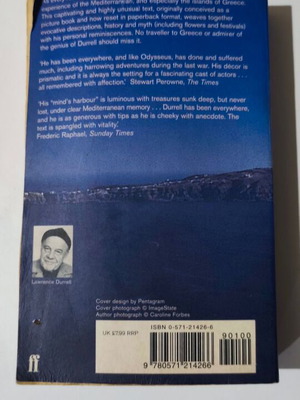 experience of the Mediterranean, and especially the islands of Greece.
This captivating and highly unusual text, originally conceived as a
picture book and now reset in paperback format, weaves together
evocative descriptions, history and myth (including flowers and festivals)
with his personal reminiscences. No traveller to Greece or admirer of
the genius of Durrell should miss it.
'He has been everywhere, and like Odysseus, has done and suffered
much, including harrowing adventures during the last war. His décor is
prismatic and it is always the setting for a fascinating cast of actors . . .
all remembered with affection.' Stewart Perowne, The Times
'His "mind's harbour" is luminous with treasures sunk deep, but never
lost, under clear Mediterranean memory . . . Durrell has been everywhere,
and he is as generous with tips as he is cheeky with anecdote. The
text is spangled with vitality.'
Frederic Raphael, Sunday Times
Lawrence Durrell
Cover design by Pentagram
Cover photograph © ImageState
Author photograph © Caroline Forbes
ff
UK £7.99 RRP
ISBN 0-571-21426-6
90100
9 780571 214266